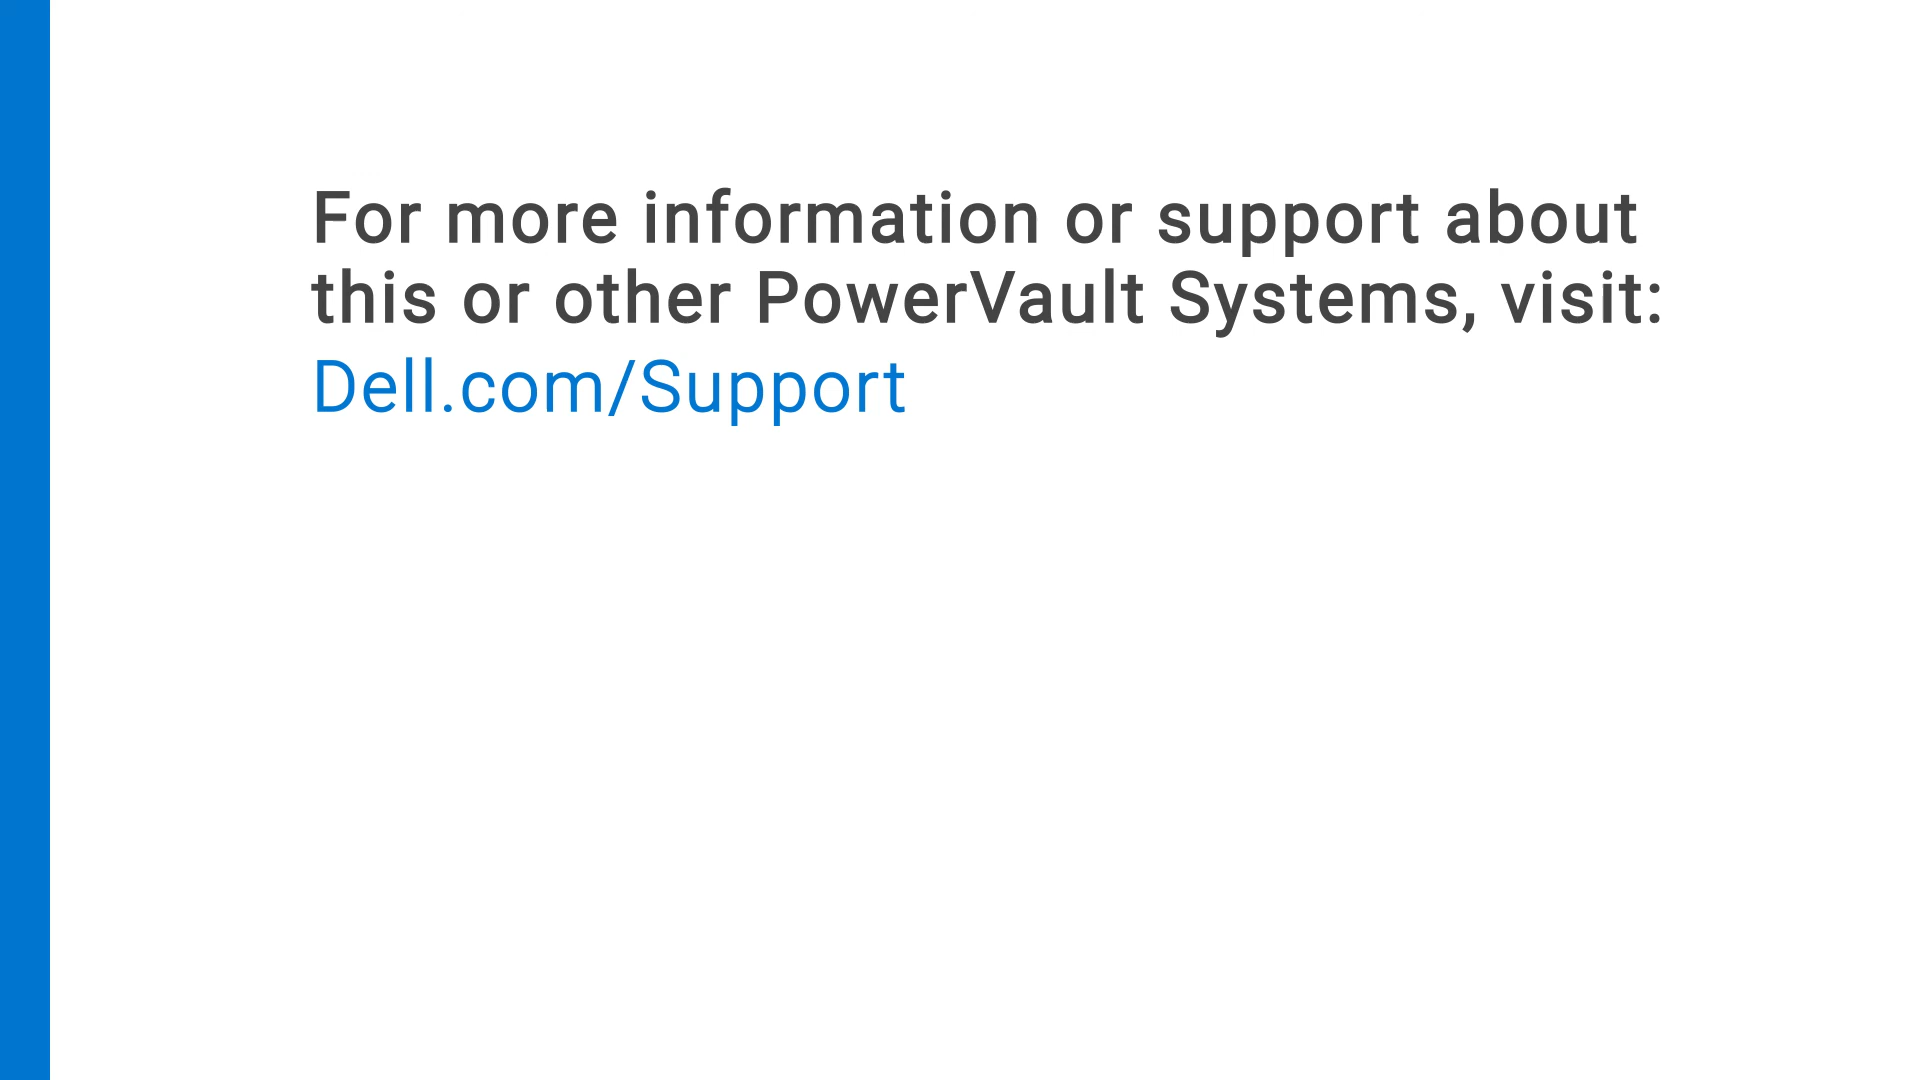 For more information or support about
this or other PowerVault Systems, visit:
Dell.com/Support